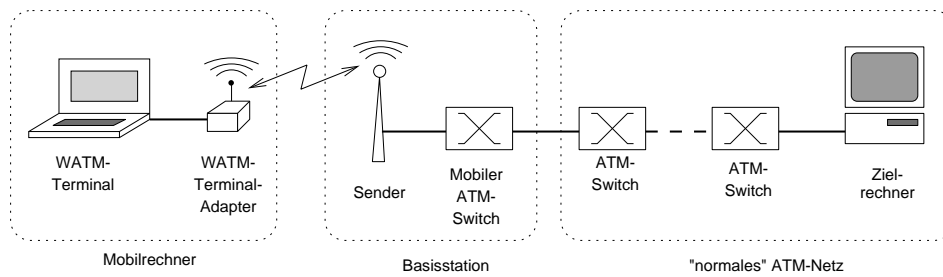 WATM-
Terminal
WATM-
Terminal-
Adapter
Sender
Mobiler
ATM-
Switch
ATM-
Switch
ATM-
Switch
Ziel-
rechner
Mobilrechner
Basisstation
"normales" ATM-Netz